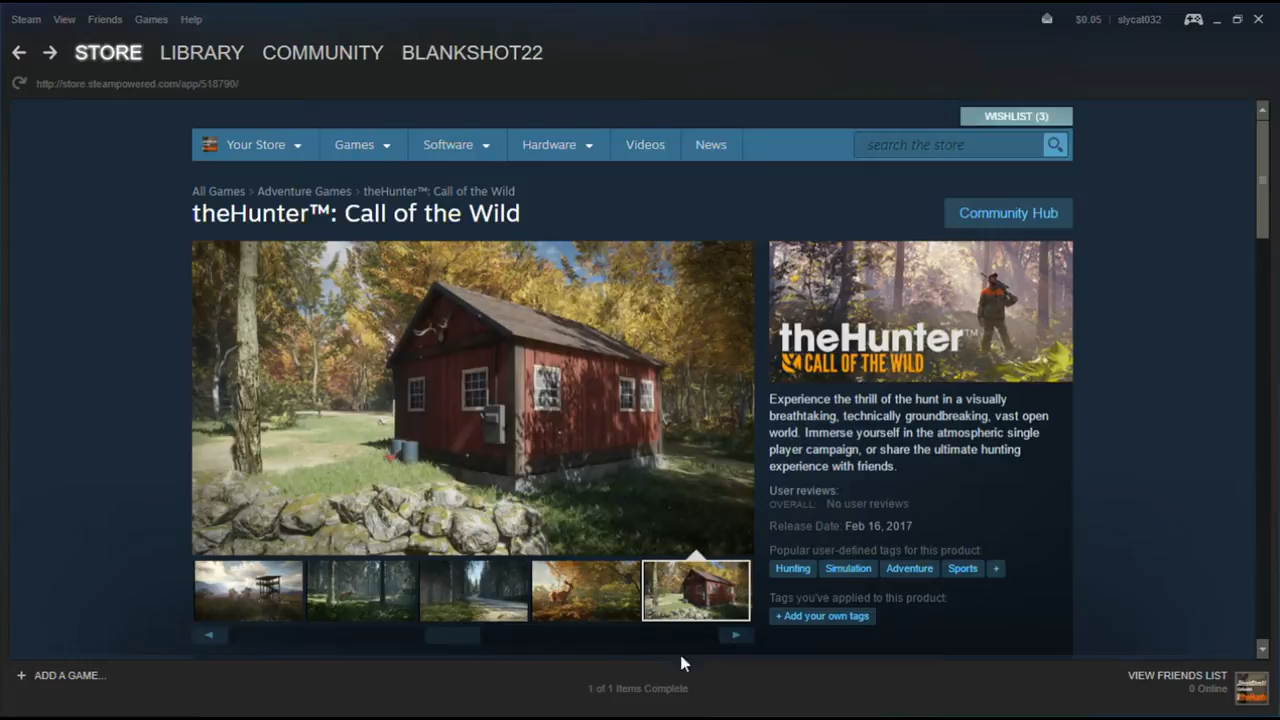 Steam View Friends Games Help $0.05 slycal032
STORE LIBRARY COMMUNITY BLANKSHOT22
http://store.steampowered.com/app/518790/
WISHLIST (3)
Your Store Games Software Hardware Videos News search the store
All Games > Adventure Games > theHunter™: Call of the Wild
theHunter™: Call of the Wild
Community Hub
theHunter™
CALL OF THE WILD
Experience the thrill of the hunt in a visually
breathtaking, technically groundbreaking, vast open
world. Immerse yourself in the atmospheric single
player campaign, or share the ultimate hunting
experience with friends.
User reviews:
OVERALL: No user reviews
Release Date: Feb 16, 2017
Popular user-defined tags for this product:
Hunting Simulation Adventure Sports +
Tags you've applied to this product:
+ Add your own tags
+ ADD A GAME...
1 of 1 Items Complete
VIEW FRIENDS LIST
0 Online